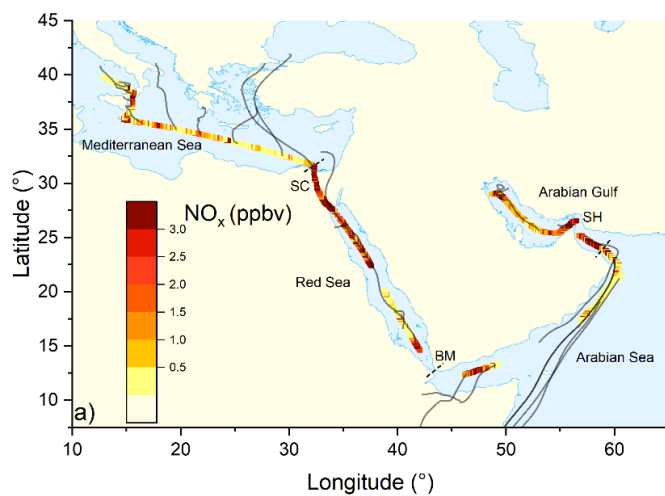 45
40
35
30
25
20
15
10
Latitude (°)
Mediterranean Sea
SC
Arabian Gulf
SH
NOx (ppbv)
3.0
2.5
2.0
1.5
1.0
0.5
Red Sea
BM
Arabian Sea
a)
10 20 30 40 50 60
Longitude (°)